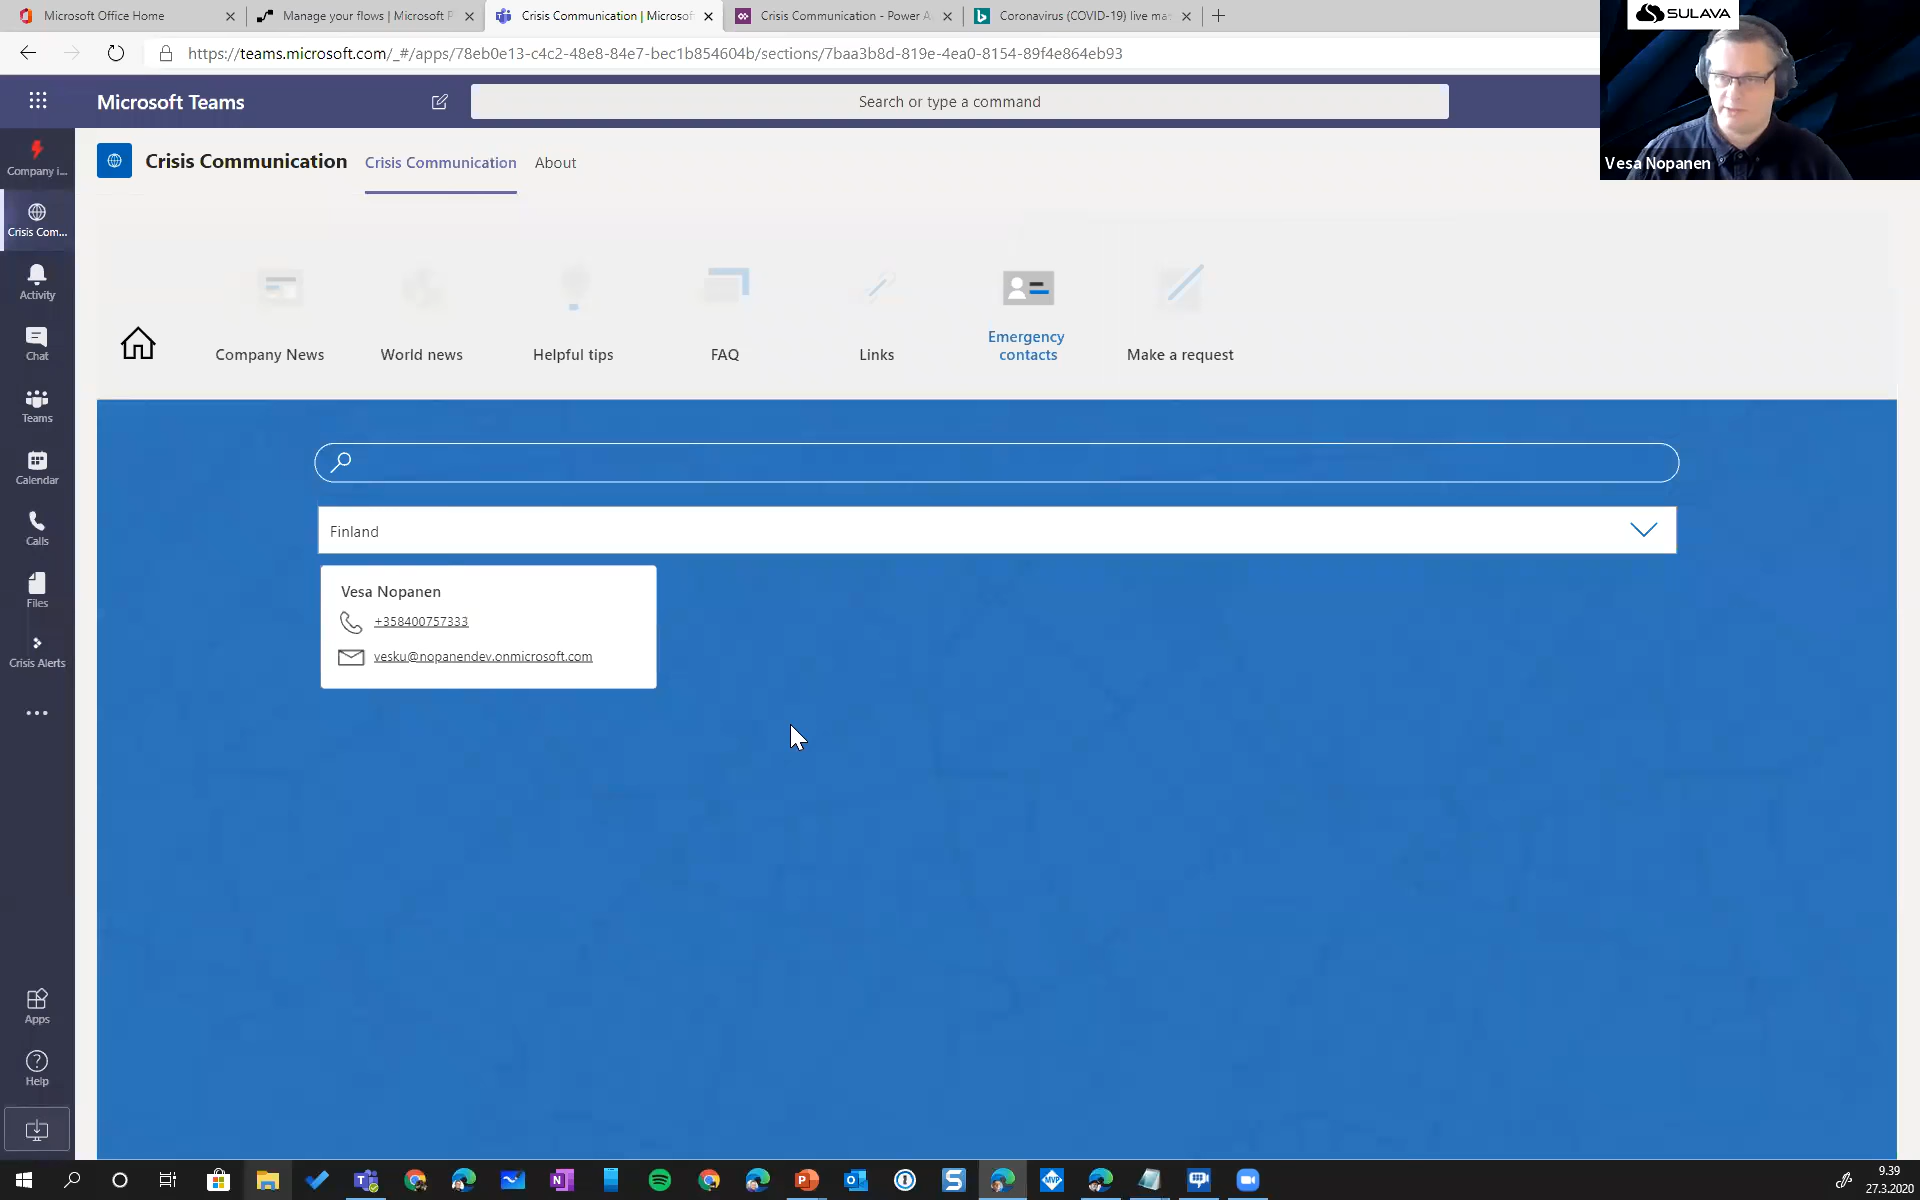 Microsoft Office Home
Manage your flows | Microsoft P
Crisis Communication | Microsof
Crisis Communication - Power A
Coronavirus (COVID-19) live ma
SULAVA
https://teams.microsoft.com/_#/apps/78eb0e13-c4c2-48e8-84e7-bec1b854604b/sections/7baa3b8d-819e-4ea0-8154-89f4e864eb93
Microsoft Teams
Search or type a command
Vesa Nopanen
Company i...
Crisis Com...
Activity
Chat
Teams
Calendar
Calls
Files
Crisis Alerts
Apps
Help
Crisis Communication
Crisis Communication
About
Company News
World news
Helpful tips
FAQ
Links
Emergency
contacts
Make a request
Finland
Vesa Nopanen
+358400757333
vesku@nopanendev.onmicrosoft.com
N
S
MVP
9.39
27.3.2020